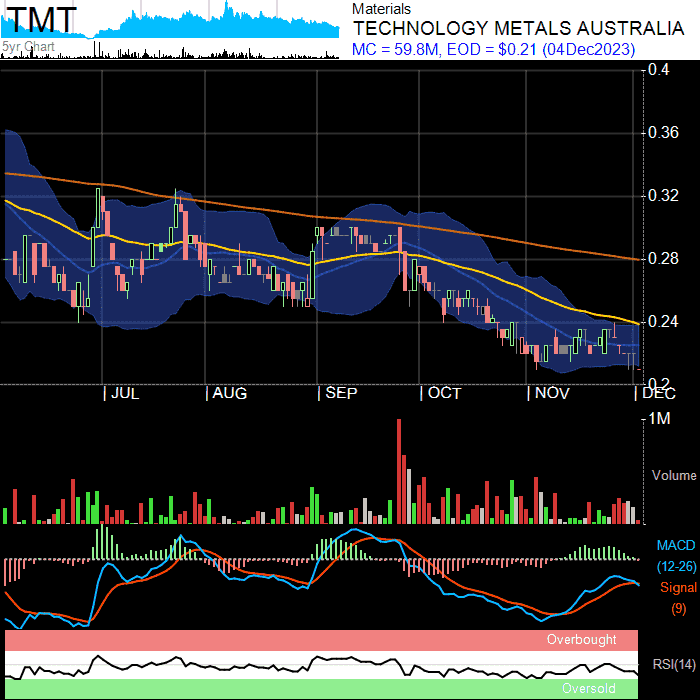 TMT
5yr Chart
Materials
TECHNOLOGY METALS AUSTRALIA
MC = 59.8M, EOD = $0.21 (04Dec2023)
0.4
0.36
0.32
0.28
0.24
0.2
JUL AUG SEP OCT NOV DEC
1M
Volume
MACD
(12-26)
Signal
(9)
Overbought
RSI(14)
Oversold